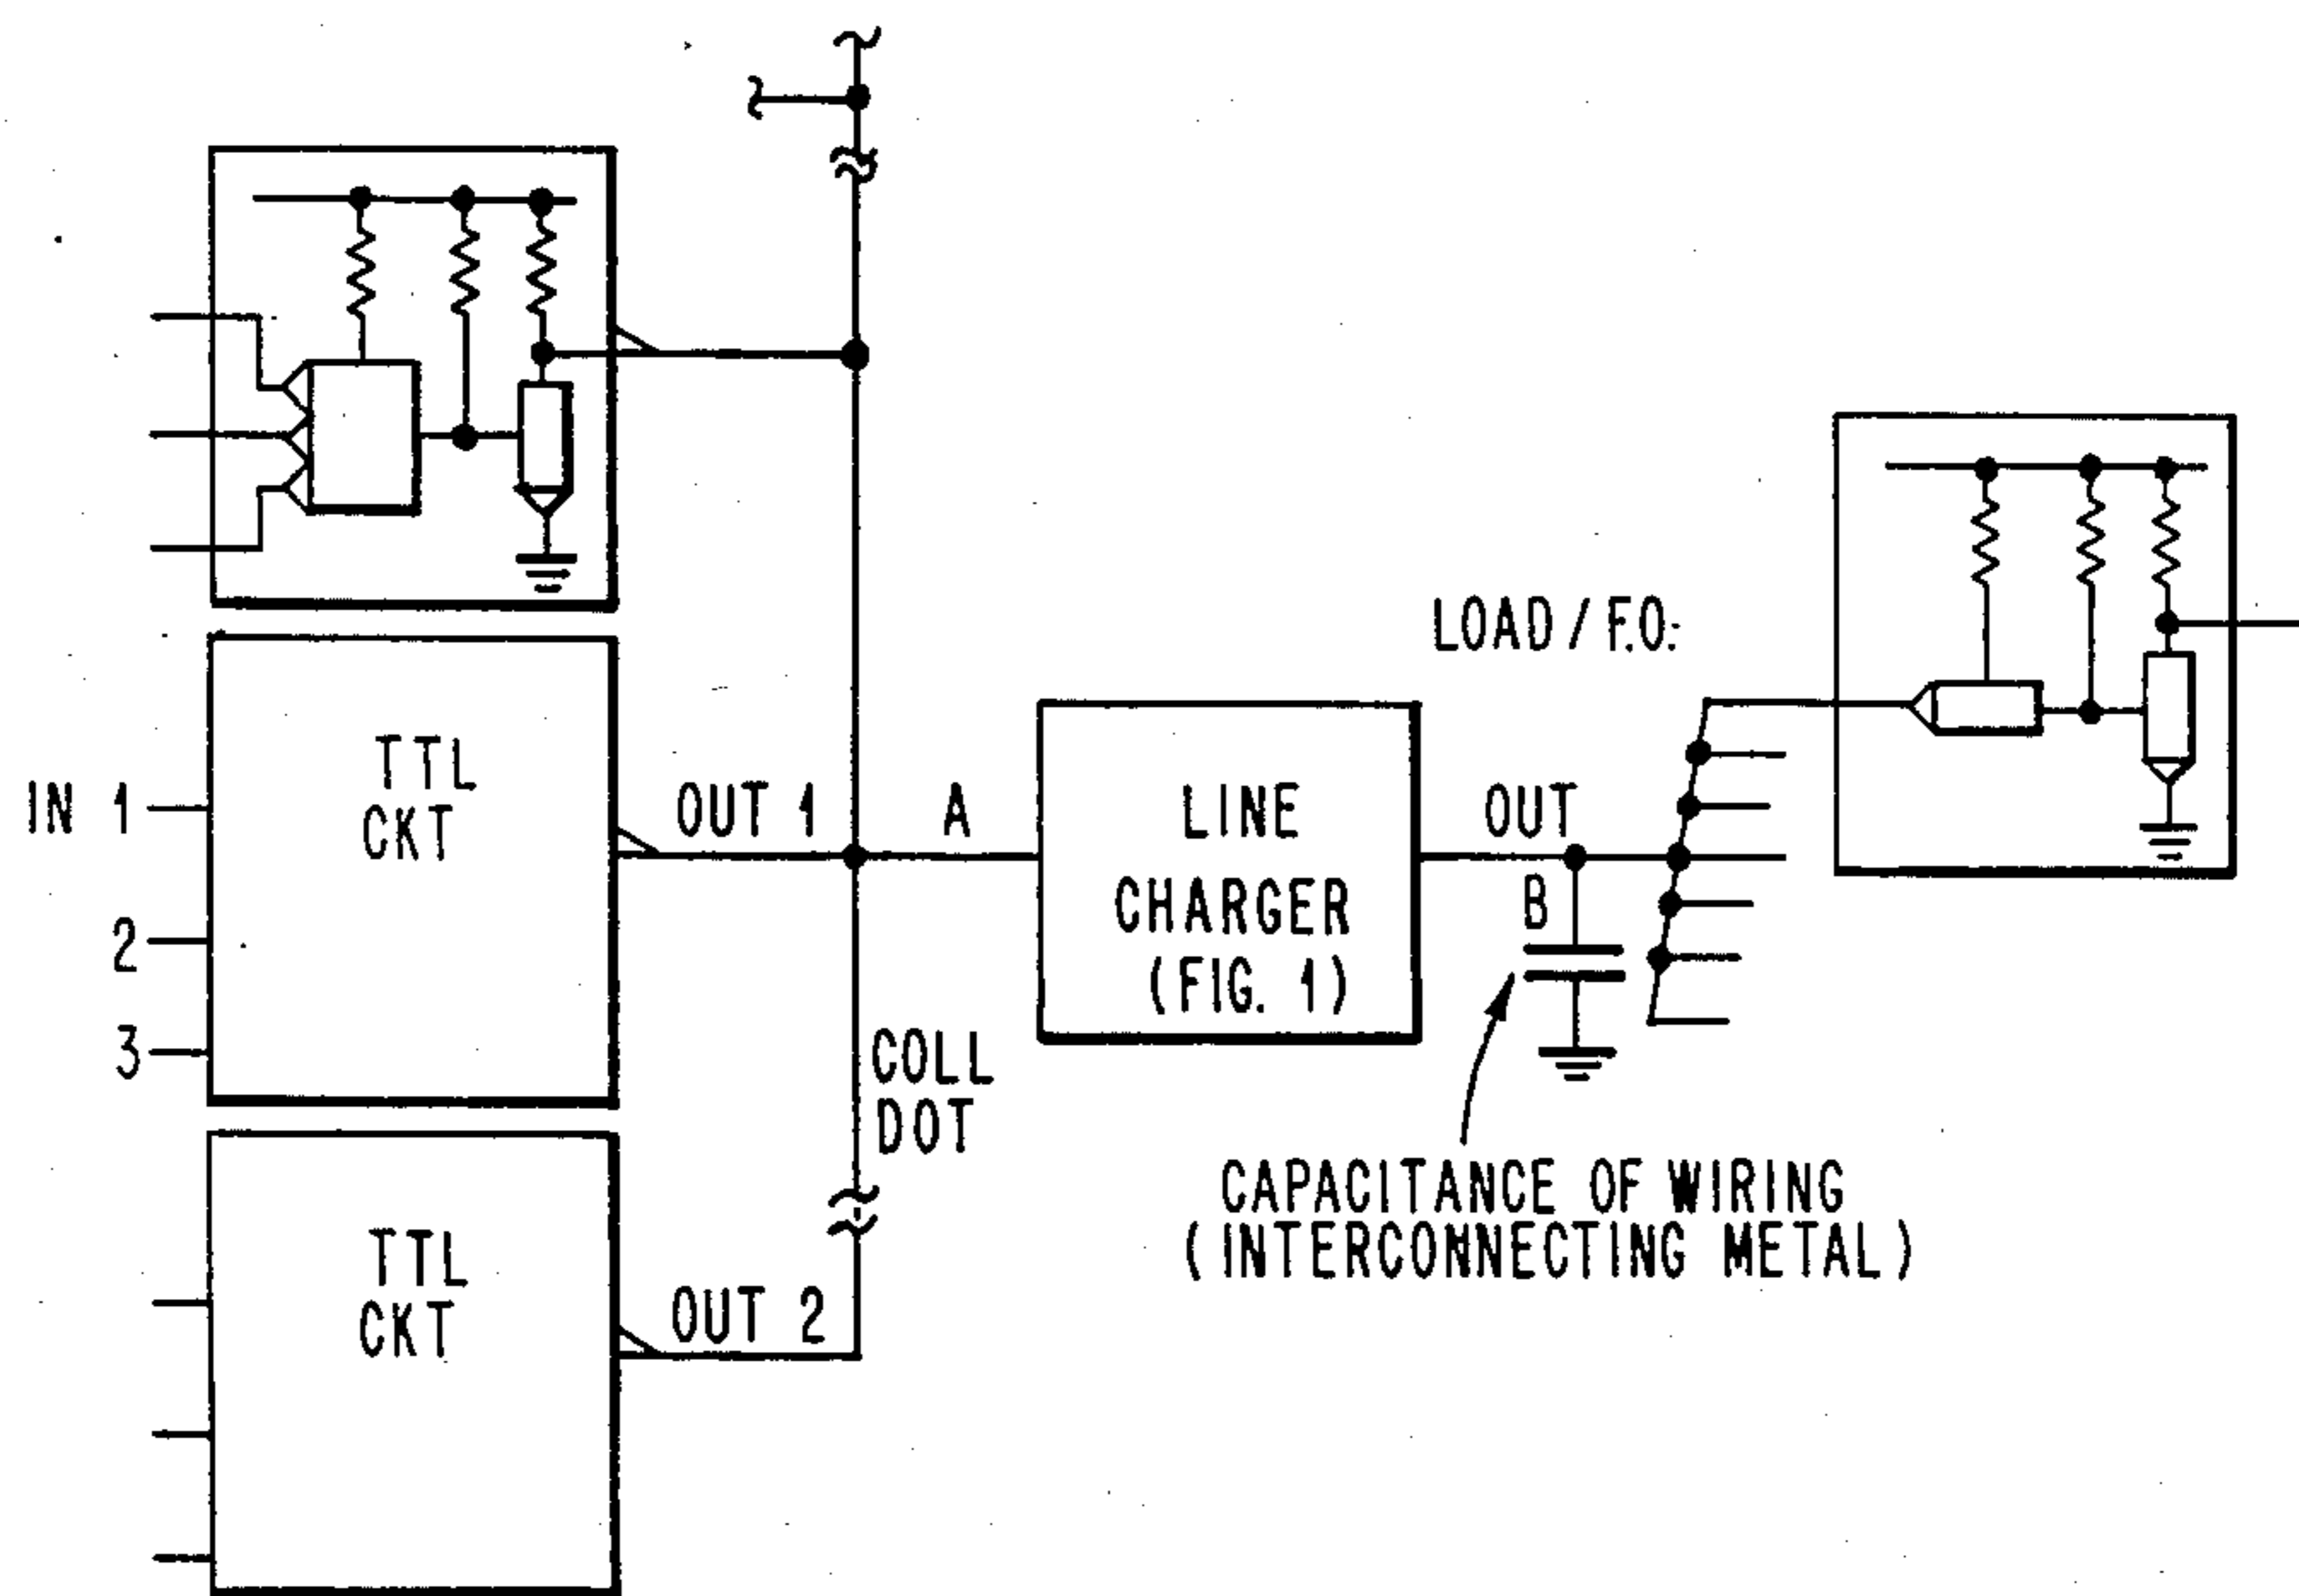 LOAD / F.O.
TTL
CKT
IN 1
2
3
OUT 1
A
LINE
CHARGER
(FIG. 1)
OUT
B
COLL
DOT
CAPACITANCE OF WIRING
(INTERCONNECTING METAL)
TTL
CKT
OUT 2